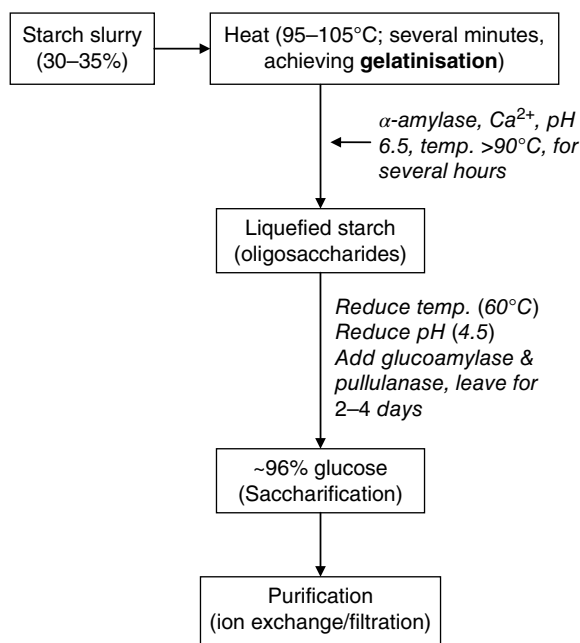 Starch slurry
(30–35%)
Heat (95–105°C; several minutes,
achieving gelatinisation)
α-amylase, Ca²⁺, pH
6.5, temp. >90°C, for
several hours
Liquefied starch
(oligosaccharides)
Reduce temp. (60°C)
Reduce pH (4.5)
Add glucoamylase &
pullulanase, leave for
2–4 days
~96% glucose
(Saccharification)
Purification
(ion exchange/filtration)